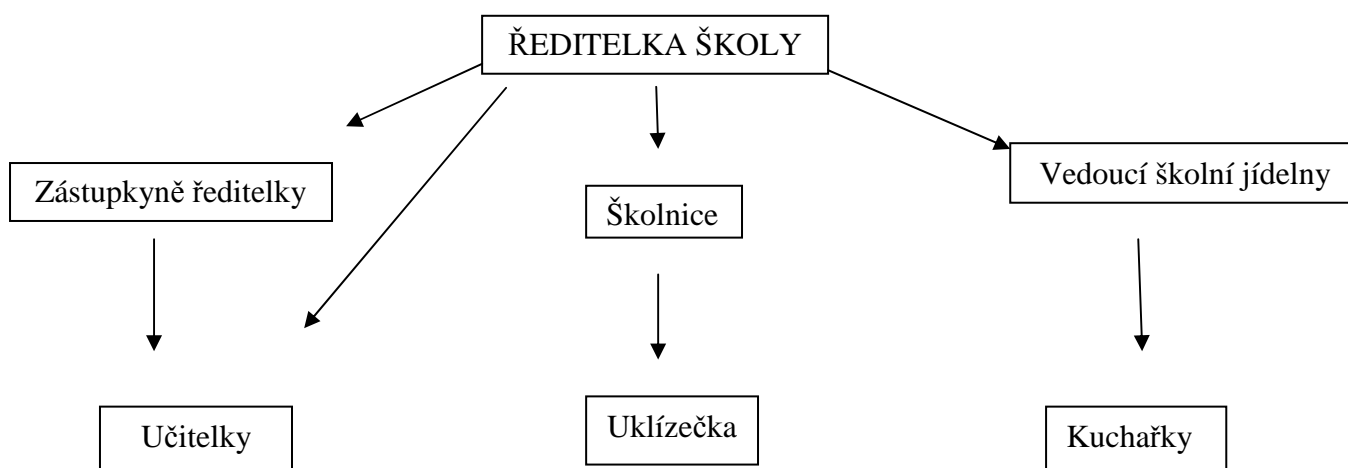 ŘEDITELKA ŠKOLY
Zástupkyně ředitelky
Školnice
Vedoucí školní jídelny
Učitelky
Uklízečka
Kuchařky